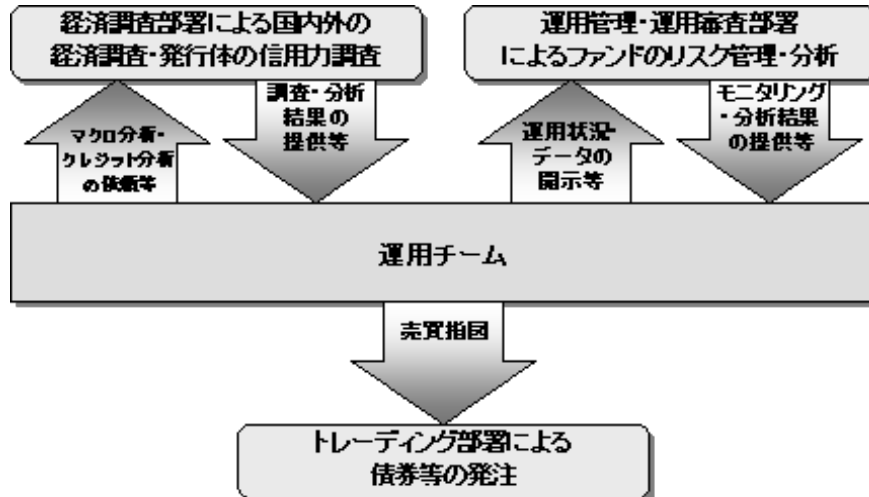 経済調査部署による国内外の
経済調査・発行体の信用力調査
運用管理・運用審査部署
によるファンドのリスク管理・分析
マクロ分析・
クレジット分析
の依頼等
調査・分析
結果の
提供等
運用状況・
データの
開示等
モニタリング
・分析結果
の提供等
運用チーム
売買指図
トレーディング部署による
債券等の発注